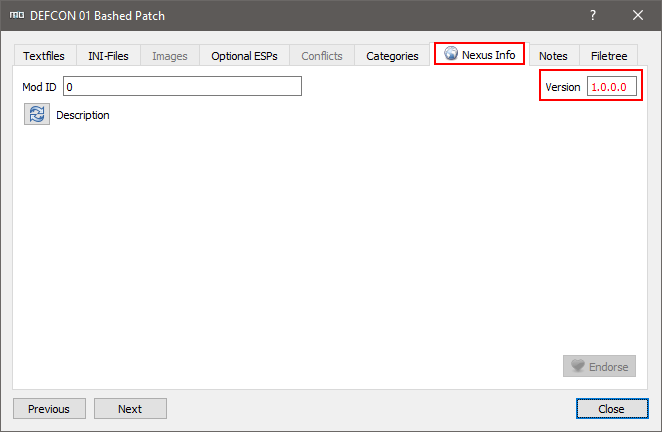 DEFCON 01 Bashed Patch
Textfiles INI-Files Images Optional ESPs Conflicts Categories Nexus Info Notes Filetree
Mod ID 0 Version 1.0.0.0
Description
Endorse
Previous Next Close